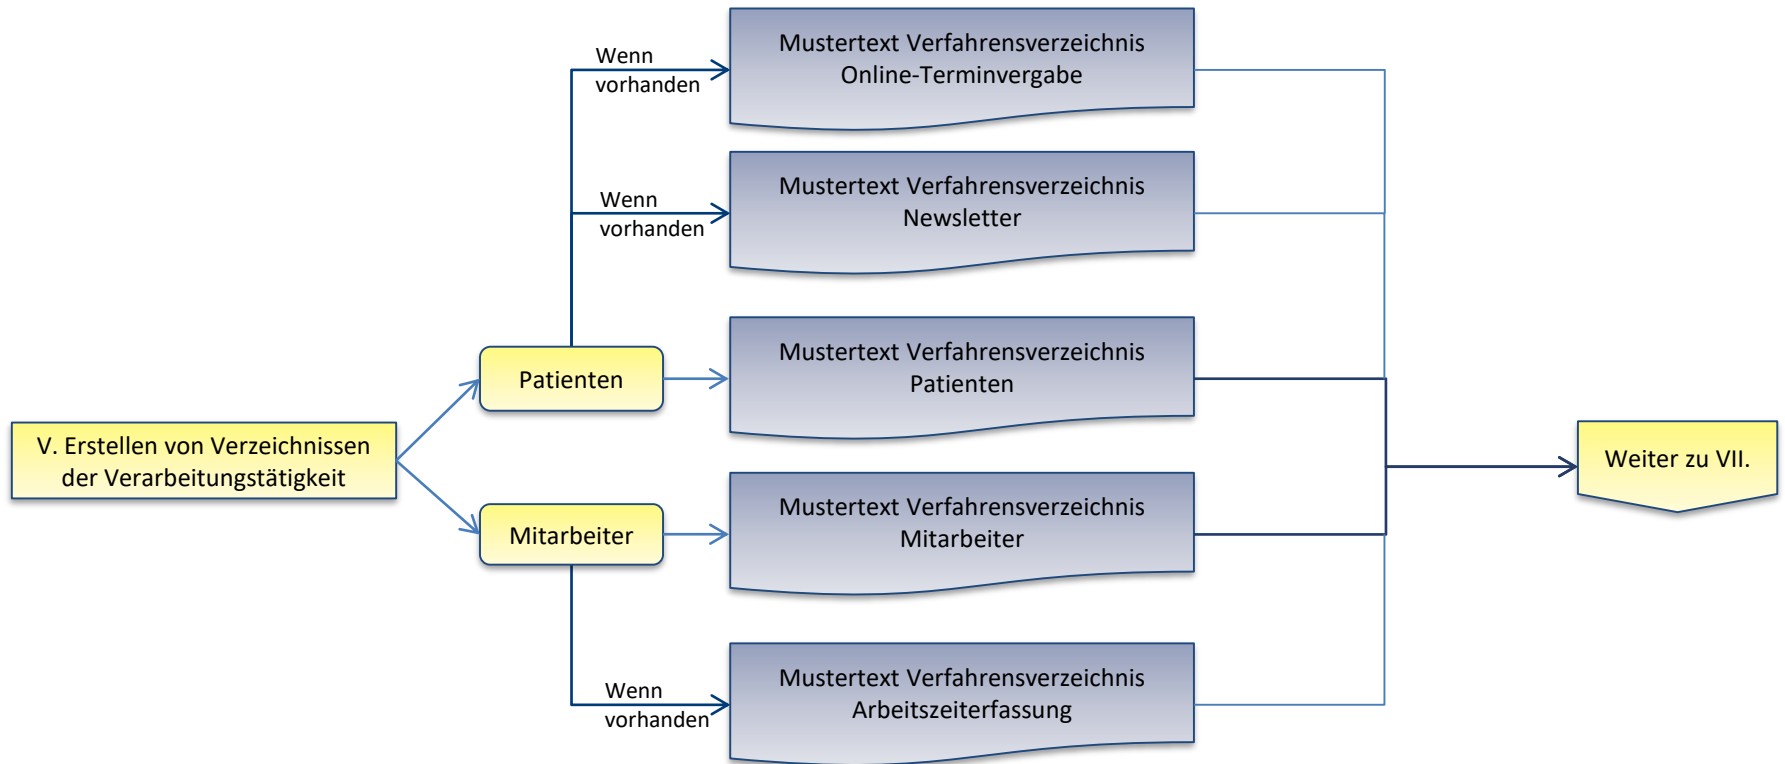 Wenn
vorhanden
Mustertext Verfahrensverzeichnis
Online-Terminvergabe
Wenn
vorhanden
Mustertext Verfahrensverzeichnis
Newsletter
Patienten
Mustertext Verfahrensverzeichnis
Patienten
V. Erstellen von Verzeichnissen
der Verarbeitungstätigkeit
Weiter zu VII.
Mitarbeiter
Mustertext Verfahrensverzeichnis
Mitarbeiter
Wenn
vorhanden
Mustertext Verfahrensverzeichnis
Arbeitszeiterfassung